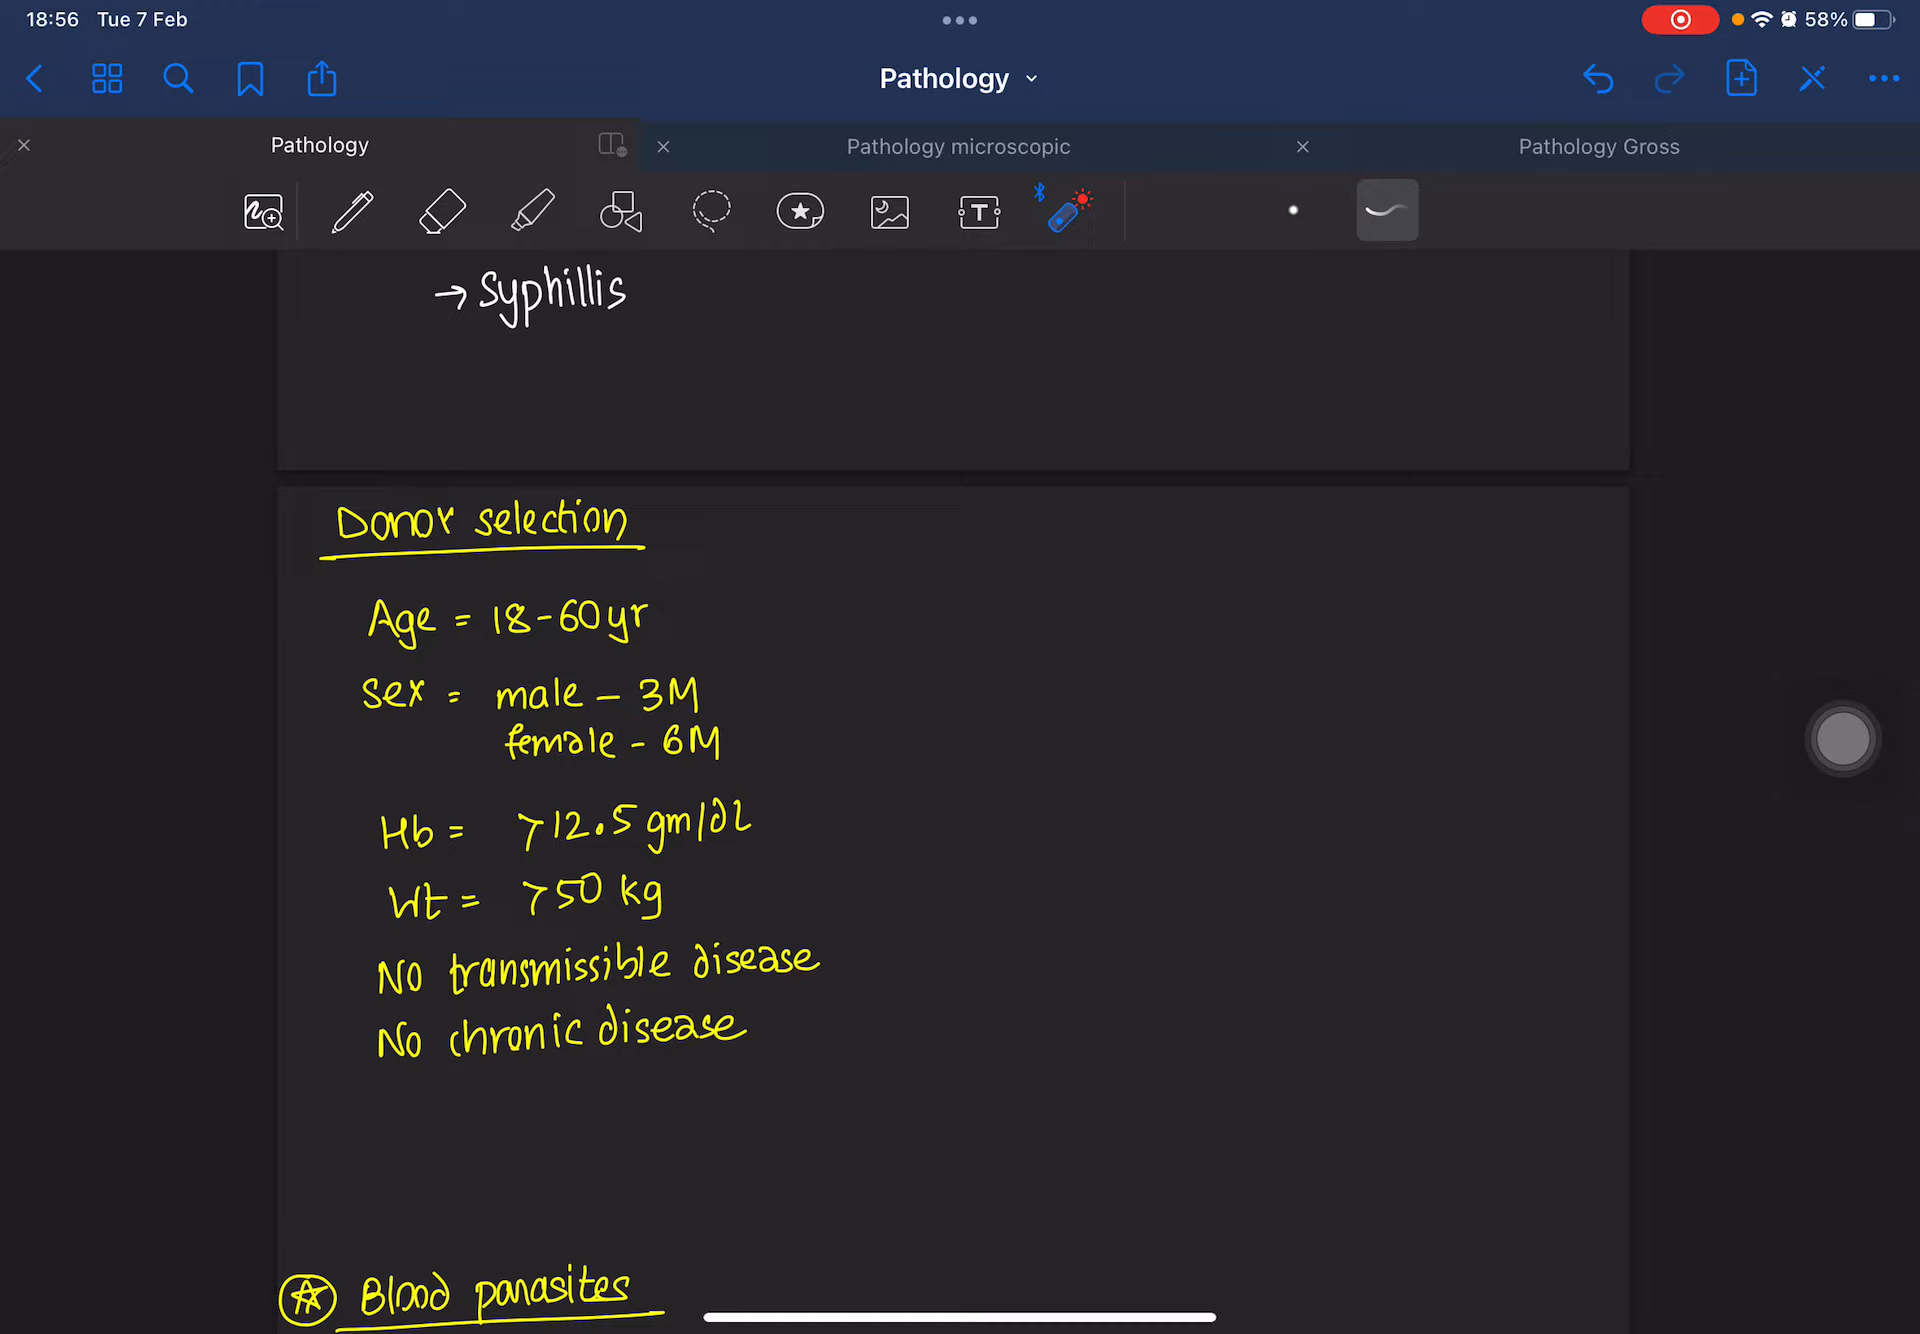 18:56 Tue 7 Feb
58%
Pathology
Pathology
Pathology microscopic
Pathology Gross
T
→ Syphillis
Donor selection
Age = 18-60yr
Sex = male – 3M
female - 6M
Hb = >12.5 gm/dL
Wt = >50 kg
No transmissible disease
No chronic disease
Blood parasites